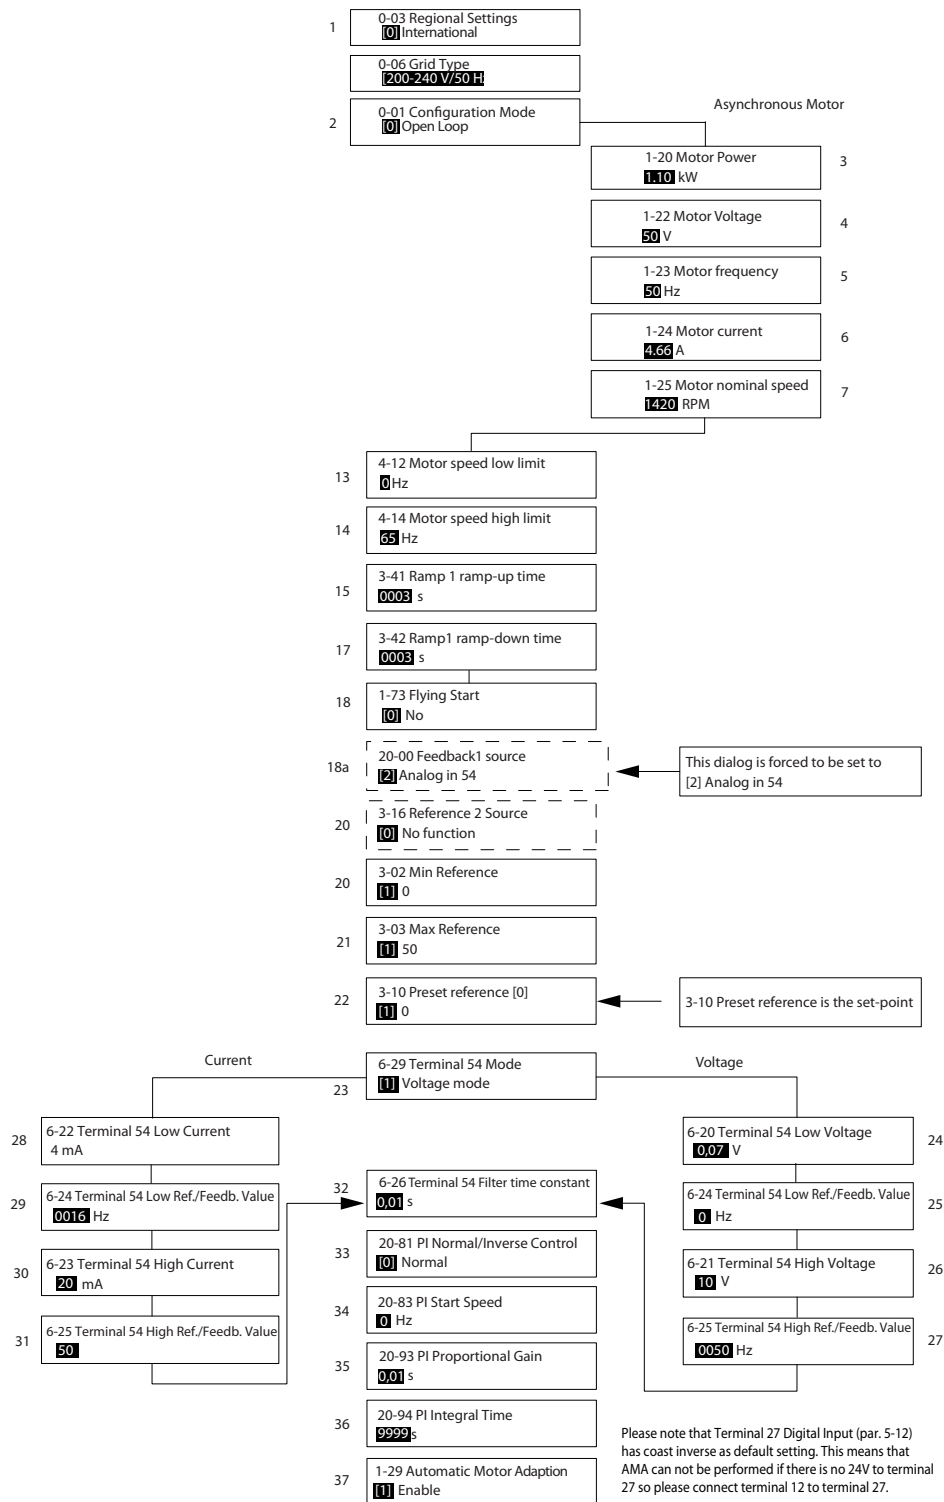 1
0-03 Regional Settings
[0] International
0-06 Grid Type
[200-240 V/50 H
2
0-01 Configuration Mode
[0] Open Loop
Asynchronous Motor
1-20 Motor Power
1.10 kW
3
1-22 Motor Voltage
50 V
4
1-23 Motor frequency
50 Hz
5
1-24 Motor current
4.66 A
6
1-25 Motor nominal speed
1420 RPM
7
13
4-12 Motor speed low limit
0 Hz
14
4-14 Motor speed high limit
65 Hz
15
3-41 Ramp 1 ramp-up time
0003 s
17
3-42 Ramp1 ramp-down time
0003 s
18
1-73 Flying Start
[0] No
18a
20-00 Feedback1 source
[2] Analog in 54
This dialog is forced to be set to
[2] Analog in 54
20
3-16 Reference 2 Source
[0] No function
20
3-02 Min Reference
[1] 0
21
3-03 Max Reference
[1] 50
22
3-10 Preset reference [0]
[1] 0
3-10 Preset reference is the set-point
Current
23
6-29 Terminal 54 Mode
[1] Voltage mode
Voltage
28
6-22 Terminal 54 Low Current
4 mA
29
6-24 Terminal 54 Low Ref./Feedb. Value
0016 Hz
30
6-23 Terminal 54 High Current
20 mA
31
6-25 Terminal 54 High Ref./Feedb. Value
50
6-20 Terminal 54 Low Voltage
0,07 V
24
6-24 Terminal 54 Low Ref./Feedb. Value
0 Hz
25
6-21 Terminal 54 High Voltage
10 V
26
6-25 Terminal 54 High Ref./Feedb. Value
0050 Hz
27
32
6-26 Terminal 54 Filter time constant
0,01 s
33
20-81 PI Normal/Inverse Control
[0] Normal
34
20-83 PI Start Speed
0 Hz
35
20-93 PI Proportional Gain
0,01 s
36
20-94 PI Integral Time
9999 s
37
1-29 Automatic Motor Adaption
[1] Enable
Please note that Terminal 27 Digital Input (par. 5-12)
has coast inverse as default setting. This means that
AMA can not be performed if there is no 24V to terminal
27 so please connect terminal 12 to terminal 27.